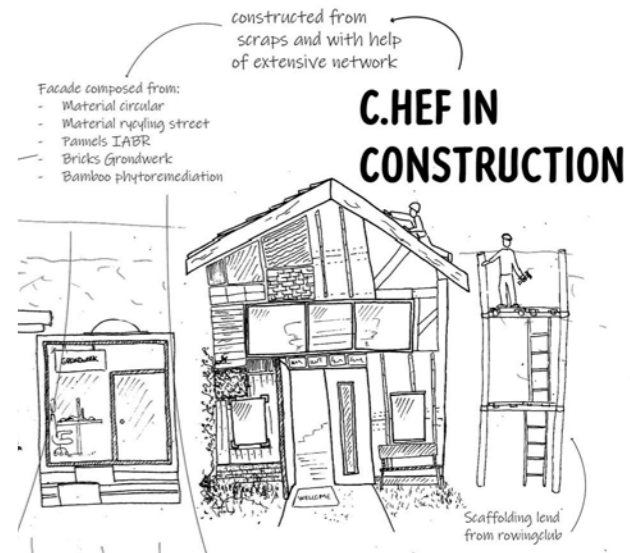 constructed from
scraps and with help
of extensive network
C.HEF IN
CONSTRUCTION
Facade composed from:
- Material circular
- Material rycyling street
- Pannels IABR
- Bricks Grondwerk
- Bamboo phytoremediation
GRONDWERK
WELCOME
Scaffolding lend
from rowingclub